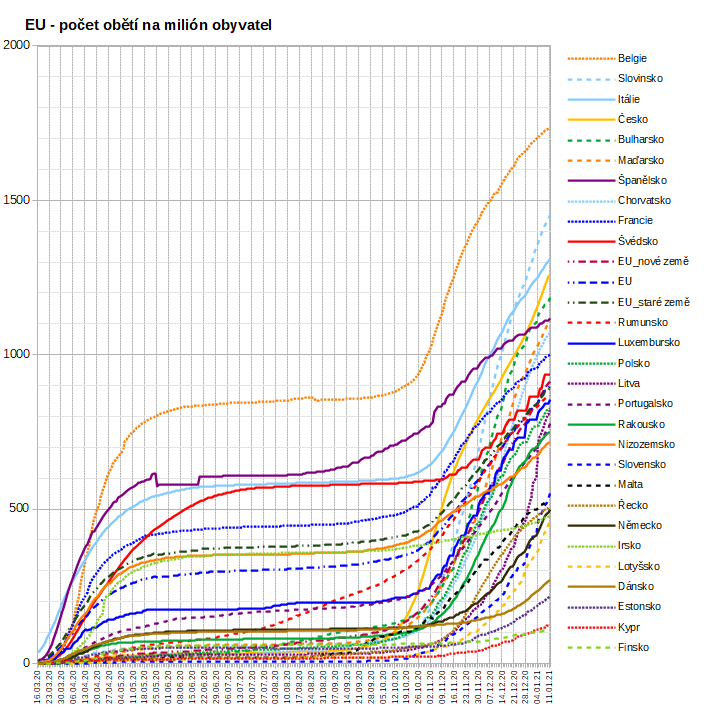 EU - počet obětí na milión obyvatel
2000
1500
1000
500
0
16.03.20
23.03.20
30.03.20
06.04.20
13.04.20
20.04.20
27.04.20
04.05.20
11.05.20
18.05.20
25.05.20
01.06.20
08.06.20
15.06.20
22.06.20
29.06.20
06.07.20
13.07.20
20.07.20
27.07.20
03.08.20
10.08.20
17.08.20
24.08.20
31.08.20
07.09.20
14.09.20
21.09.20
28.09.20
05.10.20
12.10.20
19.10.20
26.10.20
02.11.20
09.11.20
16.11.20
23.11.20
30.11.20
07.12.20
14.12.20
21.12.20
28.12.20
04.01.21
11.01.21
Belgie
Slovinsko
Itálie
Česko
Bulharsko
Maďarsko
Španělsko
Chorvatsko
Francie
Švédsko
EU_nové země
EU
EU_staré země
Rumunsko
Luxembursko
Polsko
Litva
Portugalsko
Rakousko
Nizozemsko
Slovensko
Malta
Řecko
Německo
Irsko
Lotyšsko
Dánsko
Estonsko
Kypr
Finsko